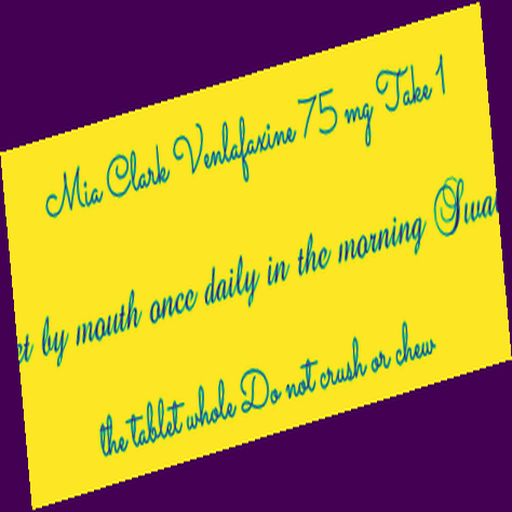 Mia Clark Venlafaxine 75 mg Take 1
by mouth once daily in the morning
the tablet whole Do not crush or chew